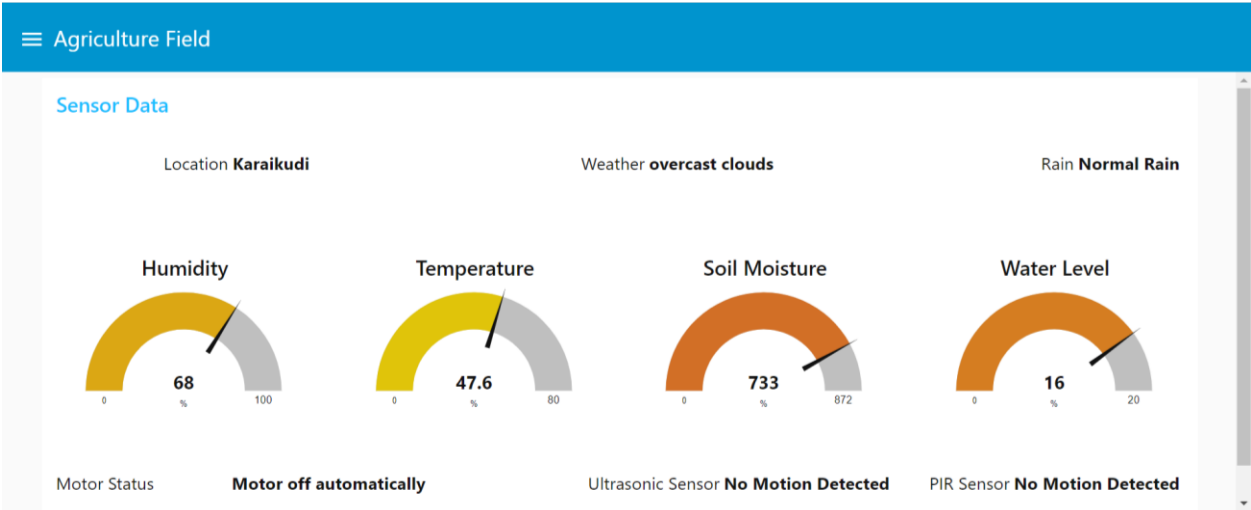 Agriculture Field
Sensor Data
Location Karaikudi
Weather overcast clouds
Rain Normal Rain
Humidity
68
%
0
100
Temperature
47.6
%
0
80
Soil Moisture
733
%
0
872
Water Level
16
%
0
20
Motor Status Motor off automatically
Ultrasonic Sensor No Motion Detected
PIR Sensor No Motion Detected